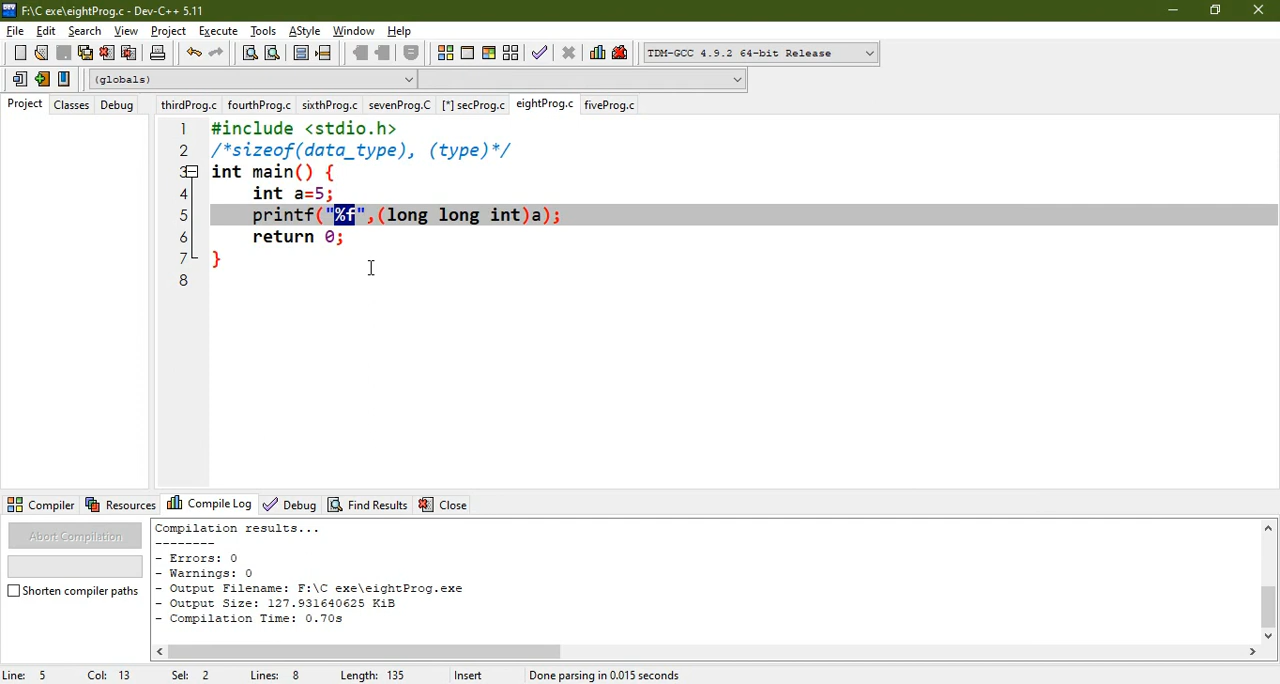 F:\C exe\eightProg.c - Dev-C++ 5.11
File Edit Search View Project Execute Tools AStyle Window Help
TDM-GCC 4.9.2 64-bit Release
(globals)
Project Classes Debug thirdProg.c fourthProg.c sixthProg.c sevenProg.C [*] secProg.c eightProg.c fiveProg.c
1 #include <stdio.h>
2 /*sizeof(data_type), (type)*/
3 int main() {
4 int a=5;
5 printf("%f",(long long int)a);
6 return 0;
7 }
8
Compiler Resources Compile Log Debug Find Results Close
Compilation results...
--------
- Errors: 0
- Warnings: 0
- Output Filename: F:\C exe\eightProg.exe
- Output Size: 127.931640625 KiB
- Compilation Time: 0.70s
Abort Compilation
Shorten compiler paths
Line: 5 Col: 13 Sel: 2 Lines: 8 Length: 135 Insert Done parsing in 0.015 seconds